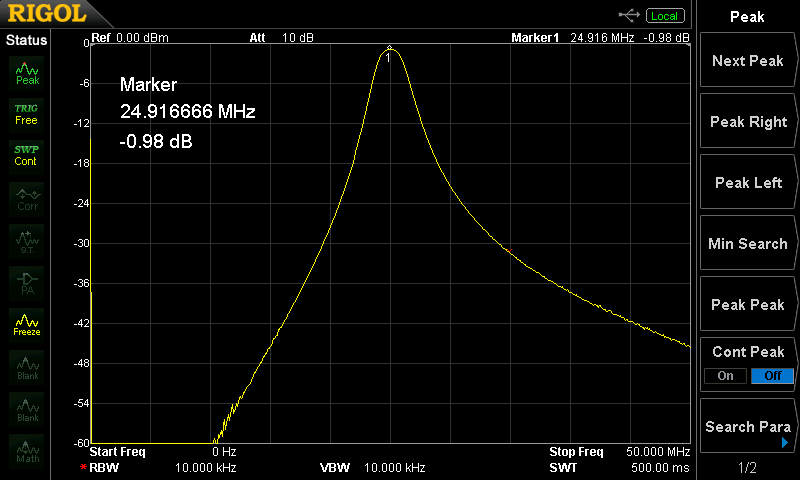 RIGOL
Local
Peak
Status
Ref 0.00 dBm Att 10 dB Marker1 24.916 MHz -0.98 dB
Next Peak
Peak Right
Peak Left
Min Search
Peak Peak
Cont Peak
On Off
Search Para
1/2
Peak
TRIG
Free
SWP
Cont
Corr
S.T.
PA
Freeze
Blank
Blank
Math
0
-6
-12
-18
-24
-30
-36
-42
-48
-54
-60
Marker
24.916666 MHz
-0.98 dB
1
Start Freq 0 Hz Stop Freq 50.000 MHz
RBW 10.000 kHz VBW 10.000 kHz SWT 500.00 ms